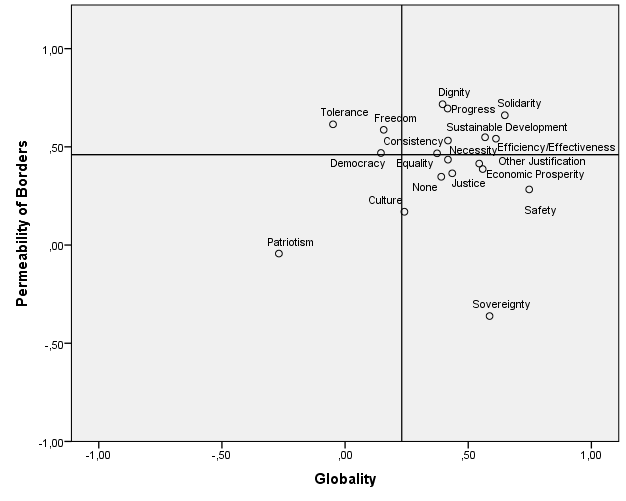 1,00
Dignity
Progress
Solidarity
Tolerance
Freedom
Sustainable Development
Consistency
,50
Efficiency/Effectiveness
Necessity
Democracy
Equality
Other Justification
Economic Prosperity
None
Justice
Culture
Safety
Patriotism
,00
Sovereignty
-,50
-1,00
Permeability of Borders
-1,00
-,50
,00
,50
1,00
Globality